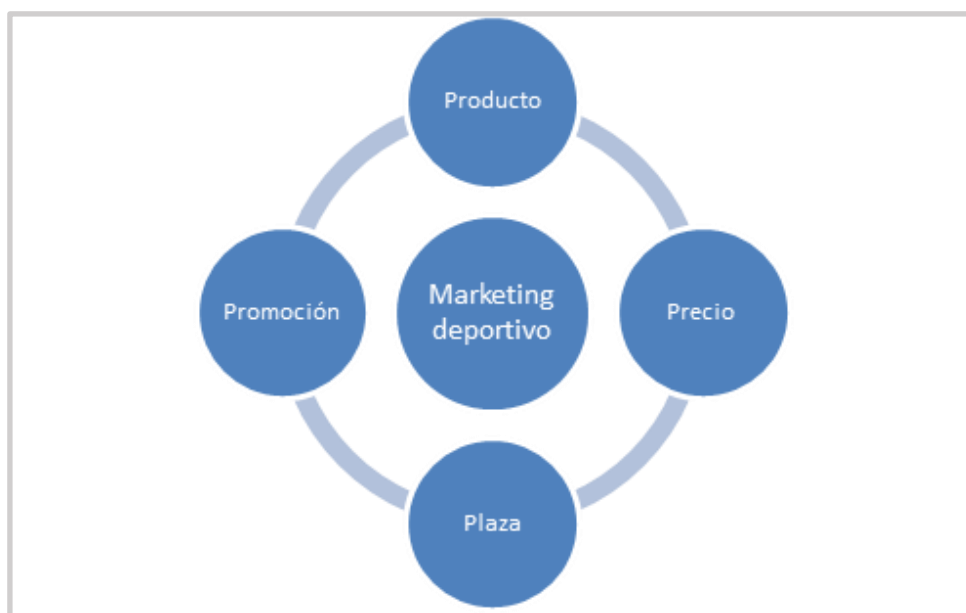 Producto
Promoción
Marketing
deportivo
Precio
Plaza